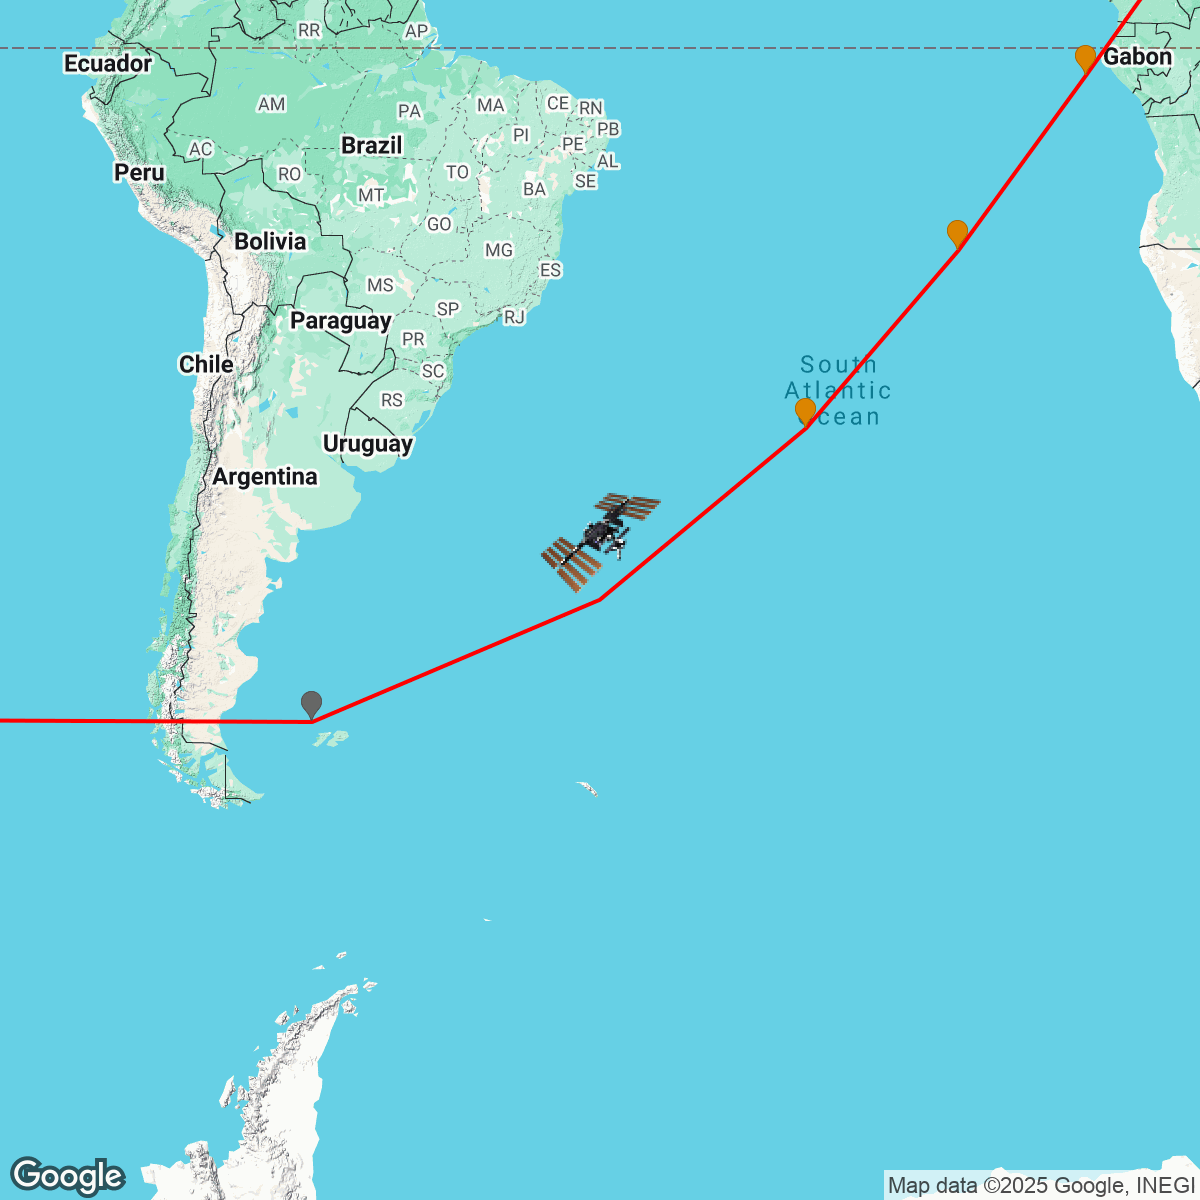 RR
AP
Ecuador
Gabon
AM
PA
MA
CE
RN
PI
PB
PE
Brazil
AC
AL
Peru
RO
TO
SE
MT
BA
GO
Bolivia
MG
ES
MS
SP
RJ
Paraguay
PR
Chile
SC
South
Atlantic
Ocean
RS
Uruguay
Argentina
Google
Map data ©2025 Google, INEGI